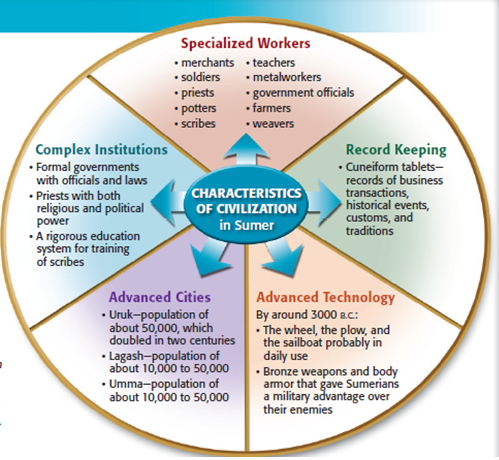 Specialized Workers
• merchants • teachers
• soldiers • metalworkers
• priests • government officials
• potters • farmers
• scribes • weavers
Complex Institutions
• Formal governments
with officials and laws
• Priests with both
religious and political
power
• A rigorous education
system for training
of scribes
CHARACTERISTICS
OF CIVILIZATION
in Sumer
Record Keeping
• Cuneiform tablets—
records of business
transactions,
historical events,
customs, and
traditions
Advanced Cities
• Uruk—population of
about 50,000, which
doubled in two centuries
• Lagash—population of
about 10,000 to 50,000
• Umma—population of
about 10,000 to 50,000
Advanced Technology
By around 3000 B.C.:
• The wheel, the plow, and
the sailboat probably in
daily use
• Bronze weapons and body
armor that gave Sumerians
a military advantage over
their enemies